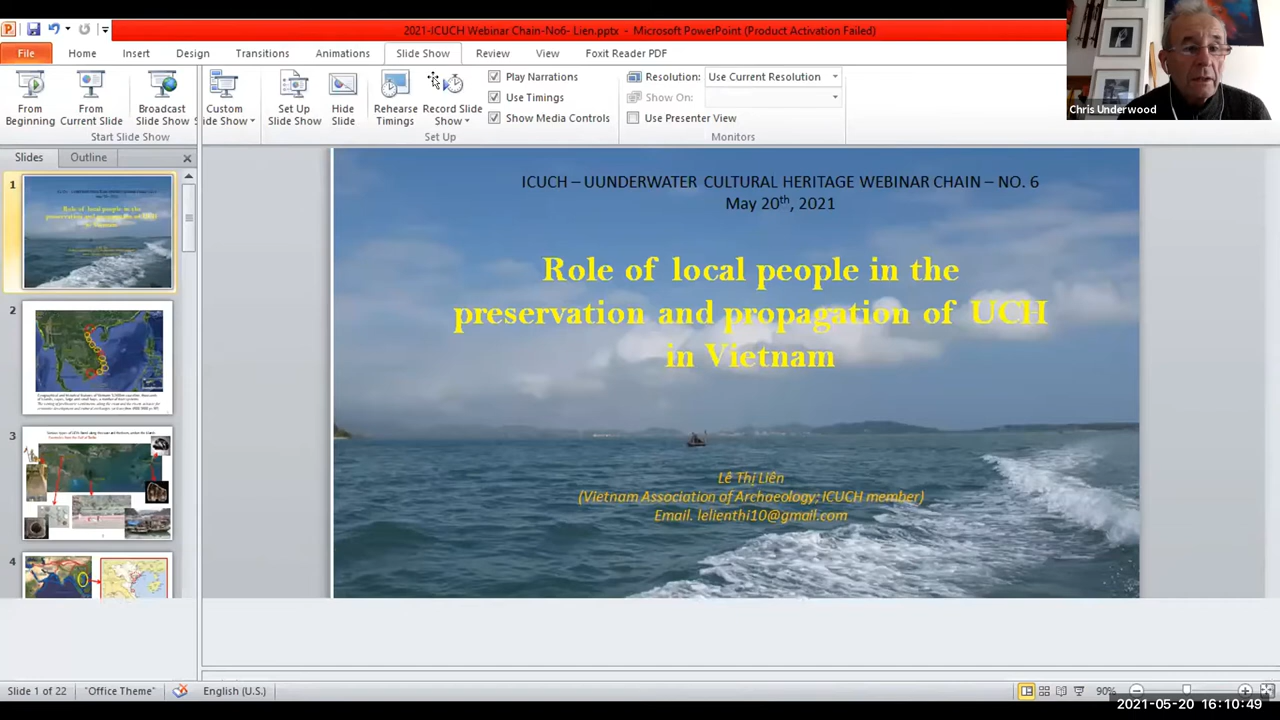 2021-ICUCH Webinar Chain-No6- Lien.pptx - Microsoft PowerPoint (Product Activation Failed)
File Home Insert Design Transitions Animations Slide Show Review View Foxit Reader PDF
From Beginning
From Current Slide
Broadcast Slide Show
Custom Slide Show
Set Up Slide Show
Hide Slide
Rehearse Timings
Record Slide Show
Play Narrations
Use Timings
Show Media Controls
Resolution: Use Current Resolution
Show On:
Use Presenter View
Start Slide Show
Set Up
Monitors
Chris Underwood
Slides Outline
1
2
3
4
ICUCH – UUNDERWATER CULTURAL HERITAGE WEBINAR CHAIN – NO. 6
May 20th, 2021
Role of local people in the
preservation and propagation of UCH
in Vietnam
Lê Thị Liên
(Vietnam Association of Archaeology; ICUCH member)
Email. lelienthi10@gmail.com
Slide 1 of 22 "Office Theme" English (U.S.) 90%
2021-05-20 16:10:49